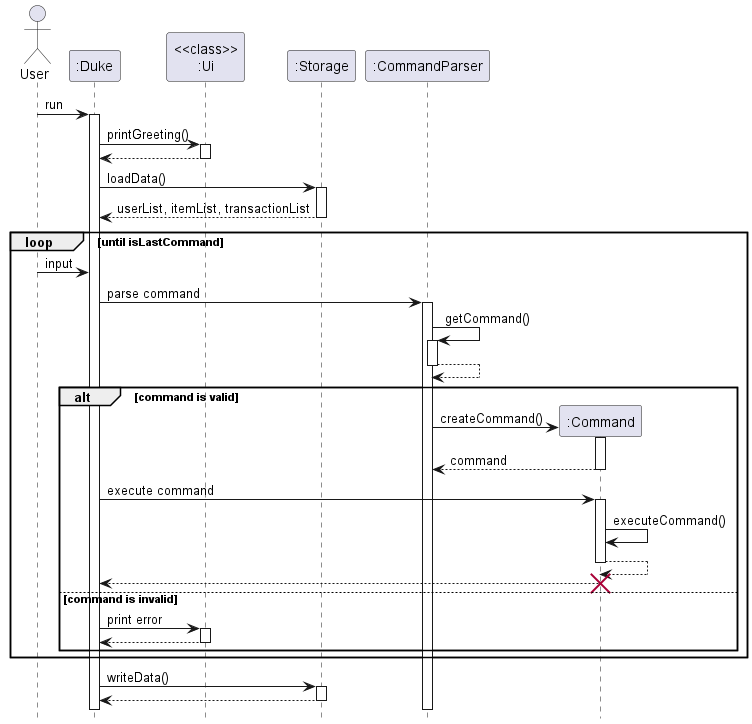 User
:Duke
<<class>>
:Ui
:Storage
:CommandParser
run
printGreeting()
loadData()
userList, itemList, transactionList
loop
[until isLastCommand]
input
parse command
getCommand()
alt
[command is valid]
createCommand()
:Command
command
execute command
executeCommand()
[command is invalid]
print error
writeData()